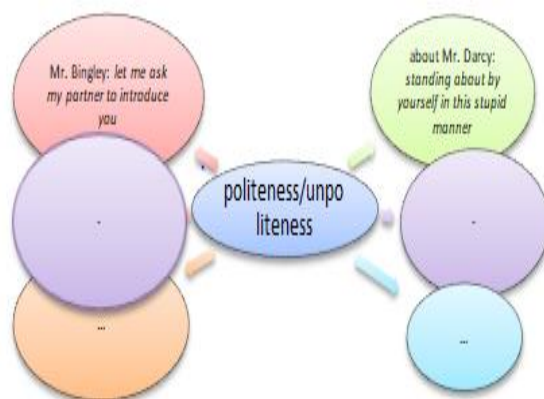 Mr. Bingley: let me ask
my partner to introduce
you
about Mr. Darcy:
standing about by
yourself in this stupid
manner
politeness/unpo
liteness
-
-
...
...